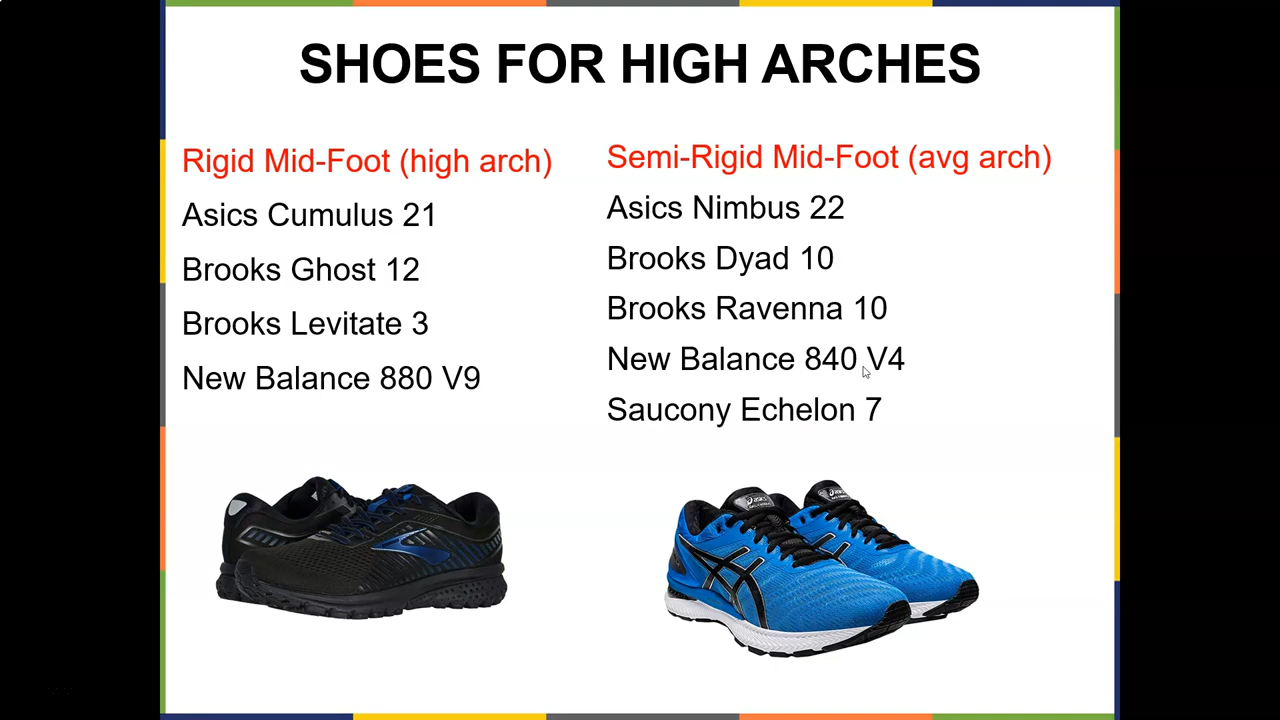 SHOES FOR HIGH ARCHES
Rigid Mid-Foot (high arch)
Asics Cumulus 21
Brooks Ghost 12
Brooks Levitate 3
New Balance 880 V9
Semi-Rigid Mid-Foot (avg arch)
Asics Nimbus 22
Brooks Dyad 10
Brooks Ravenna 10
New Balance 840 V4
Saucony Echelon 7